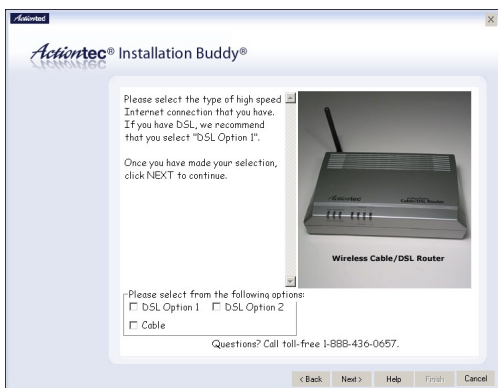 Actiontec
Actiontec® Installation Buddy®
Please select the type of high speed
Internet connection that you have.
If you have DSL, we recommend
that you select "DSL Option 1".
Once you have made your selection,
click NEXT to continue.
Actiontec
Cable/DSL Router
Wireless Cable/DSL Router
Please select from the following options:
DSL Option 1
DSL Option 2
Cable
Questions? Call toll-free 1-888-436-0657.
< Back
Next >
Help
Finish
Cancel